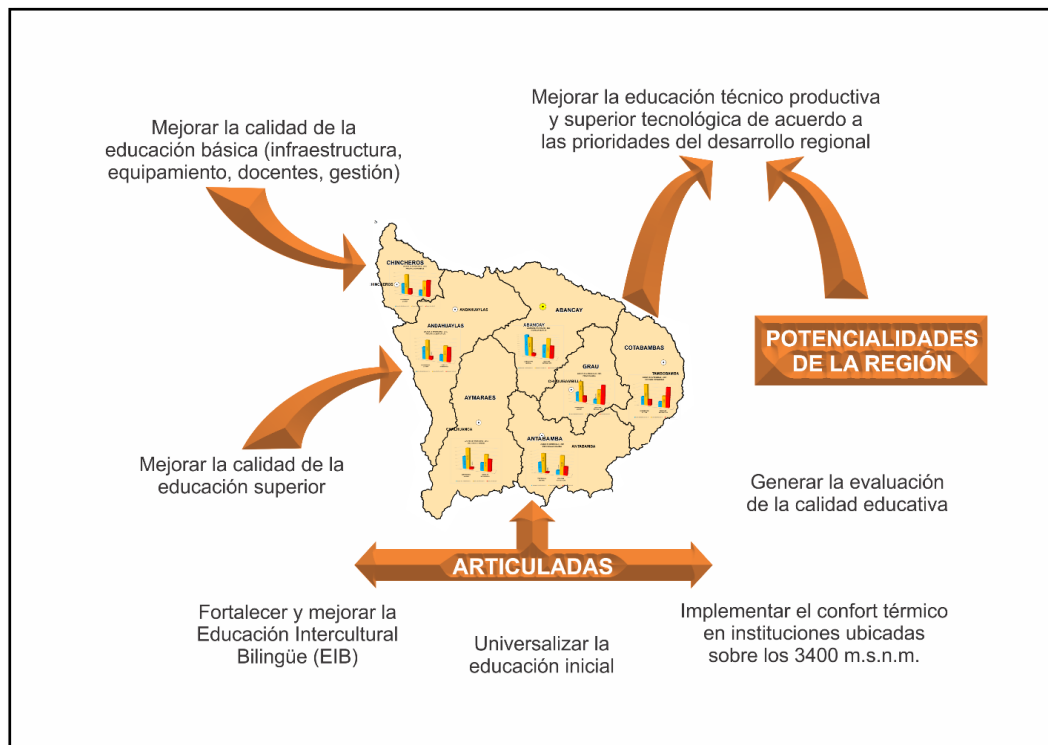 Mejorar la educación técnico productiva
y superior tecnológica de acuerdo a
las prioridades del desarrollo regional
Mejorar la calidad de la
educación básica (infraestructura,
equipamiento, docentes, gestión)
CHINCHEROS
ANDAHUAYLAS
ABANCAY
ANDAHUAYLAS
ABANCAY
COTABAMBAS
GRAU
TAMBOBAMBA
AYMARAES
ANTABAMBA
ANTABAMBA
POTENCIALIDADES
DE LA REGIÓN
Mejorar la calidad de la
educación superior
Generar la evaluación
de la calidad educativa
ARTICULADAS
Fortalecer y mejorar la
Educación Intercultural
Bilingüe (EIB)
Universalizar la
educación inicial
Implementar el confort térmico
en instituciones ubicadas
sobre los 3400 m.s.n.m.